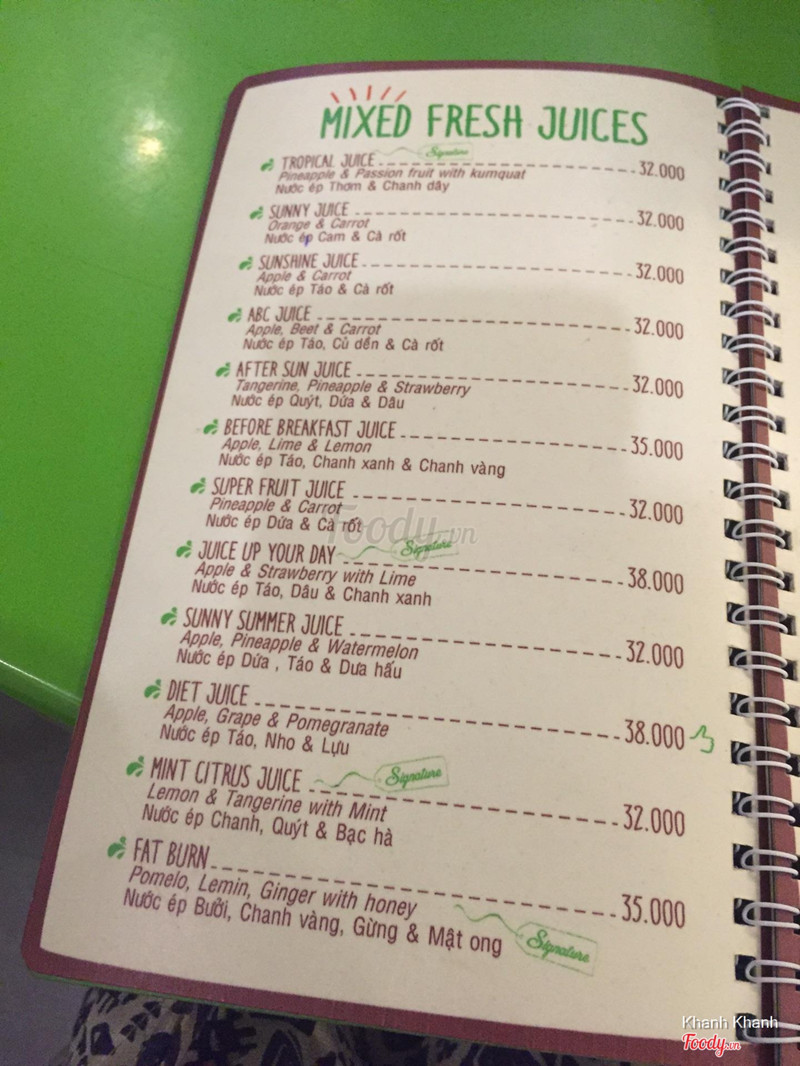 MIXED FRESH JUICES
TROPICAL JUICE Signature 32.000
Pineapple & Passion fruit with kumquat
Nước ép Thơm & Chanh dây
SUNNY JUICE 32.000
Orange & Carrot
Nước ép Cam & Cà rốt
SUNSHINE JUICE 32.000
Apple & Carrot
Nước ép Táo & Cà rốt
ABC JUICE 32.000
Apple, Beet & Carrot
Nước ép Táo, Củ dền & Cà rốt
AFTER SUN JUICE 32.000
Tangerine, Pineapple & Strawberry
Nước ép Quýt, Dứa & Dâu
BEFORE BREAKFAST JUICE 35.000
Apple, Lime & Lemon
Nước ép Táo, Chanh xanh & Chanh vàng
SUPER FRUIT JUICE 32.000
Pineapple & Carrot
Nước ép Dứa & Cà rốt
Foody.vn
JUICE UP YOUR DAY Signature 38.000
Apple & Strawberry with Lime
Nước ép Táo, Dâu & Chanh xanh
SUNNY SUMMER JUICE 32.000
Apple, Pineapple & Watermelon
Nước ép Dứa , Táo & Dưa hấu
DIET JUICE 38.000
Apple, Grape & Pomegranate
Nước ép Táo, Nho & Lựu
MINT CITRUS JUICE Signature 32.000
Lemon & Tangerine with Mint
Nước ép Chanh, Quýt & Bạc hà
FAT BURN 35.000
Pomelo, Lemin, Ginger with honey
Nước ép Bưởi, Chanh vàng, Gừng & Mật ong
Signature
Khanh Khanh
Foody.vn